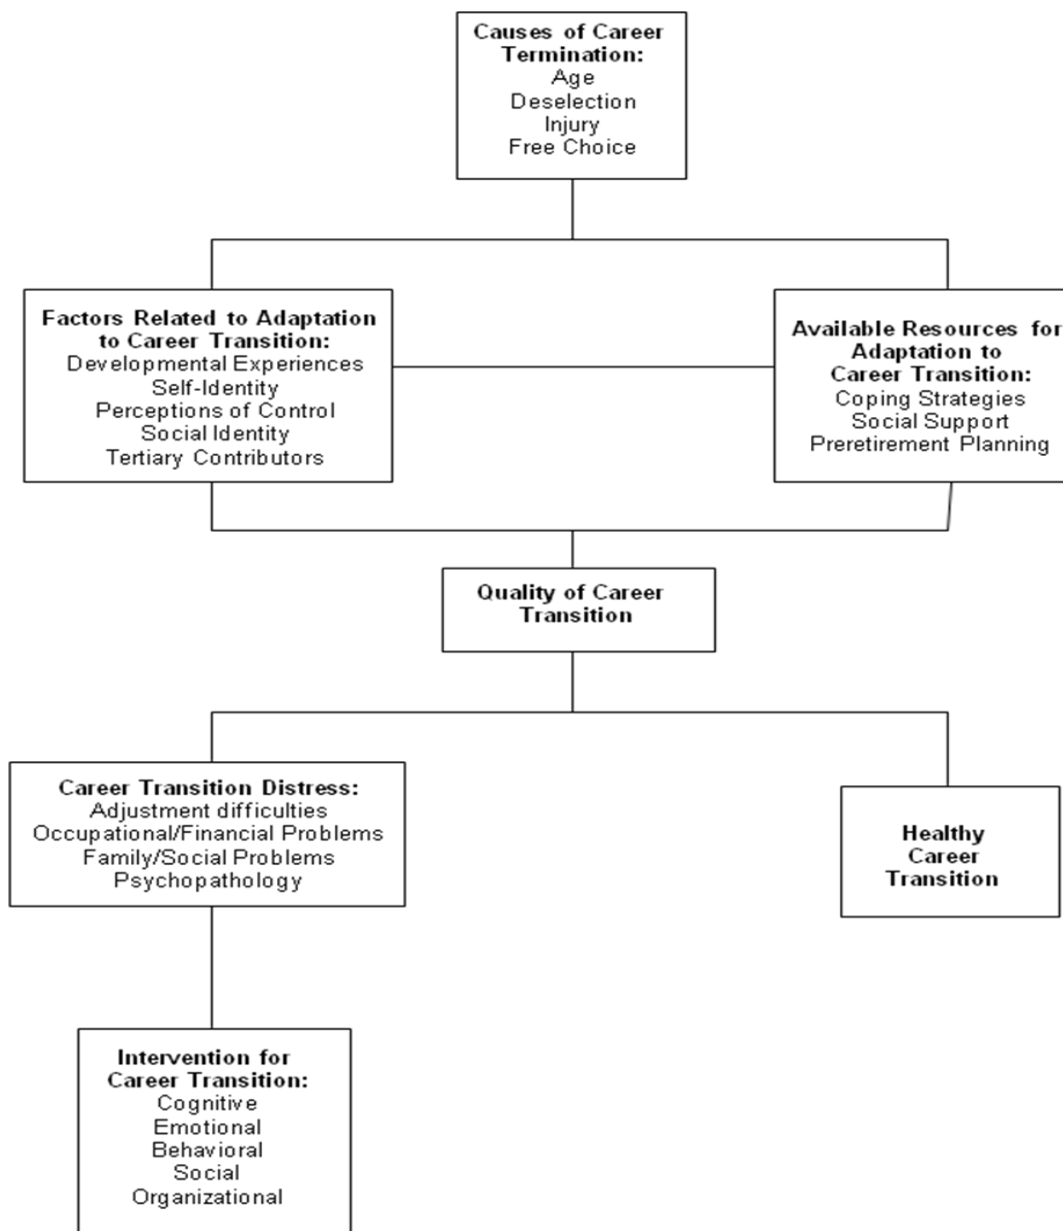 Causes of Career
Termination:
Age
Deselection
Injury
Free Choice
Factors Related to Adaptation
to Career Transition:
Developmental Experiences
Self-Identity
Perceptions of Control
Social Identity
Tertiary Contributors
Available Resources for
Adaptation to
Career Transition:
Coping Strategies
Social Support
Preretirement Planning
Quality of Career
Transition
Career Transition Distress:
Adjustment difficulties
Occupational/Financial Problems
Family/Social Problems
Psychopathology
Healthy
Career
Transition
Intervention for
Career Transition:
Cognitive
Emotional
Behavioral
Social
Organizational